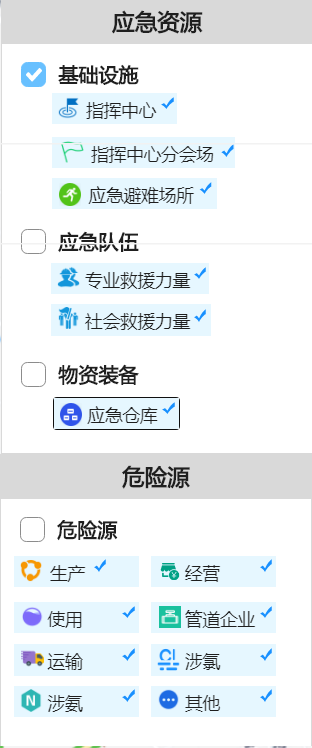 应急资源
基础设施
指挥中心
指挥中心分会场
应急避难场所
应急队伍
专业救援力量
社会救援力量
物资装备
应急仓库
危险源
危险源
生产 经营
使用 管道企业
运输 涉氯
涉氨 其他